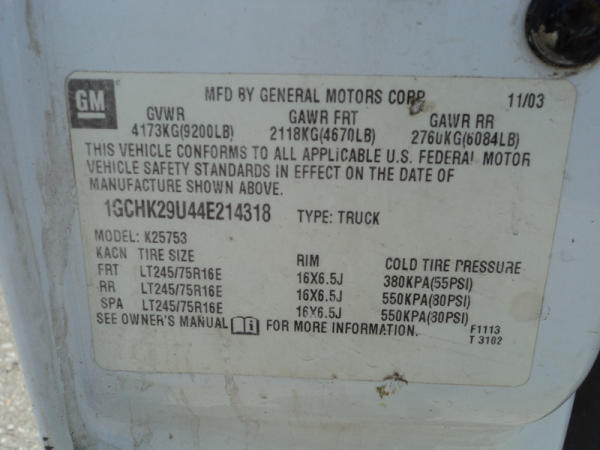 GM
MFD BY GENERAL MOTORS CORP 11/03
GVWR GAWR FRT GAWR RR
4173KG(9200LB) 2118KG(4670LB) 2760KG(6084LB)
THIS VEHICLE CONFORMS TO ALL APPLICABLE U.S. FEDERAL MOTOR
VEHICLE SAFETY STANDARDS IN EFFECT ON THE DATE OF
MANUFACTURE SHOWN ABOVE.
1GCHK29U44E214318 TYPE: TRUCK
MODEL: K25753
KACN TIRE SIZE RIM COLD TIRE PRESSURE
FRT LT245/75R16E 16X6.5J 380KPA(55PSI)
RR LT245/75R16E 16X6.5J 550KPA(80PSI)
SPA LT245/75R16E 16X6.5J 550KPA(80PSI)
SEE OWNER'S MANUAL FOR MORE INFORMATION. F1113
T 3102